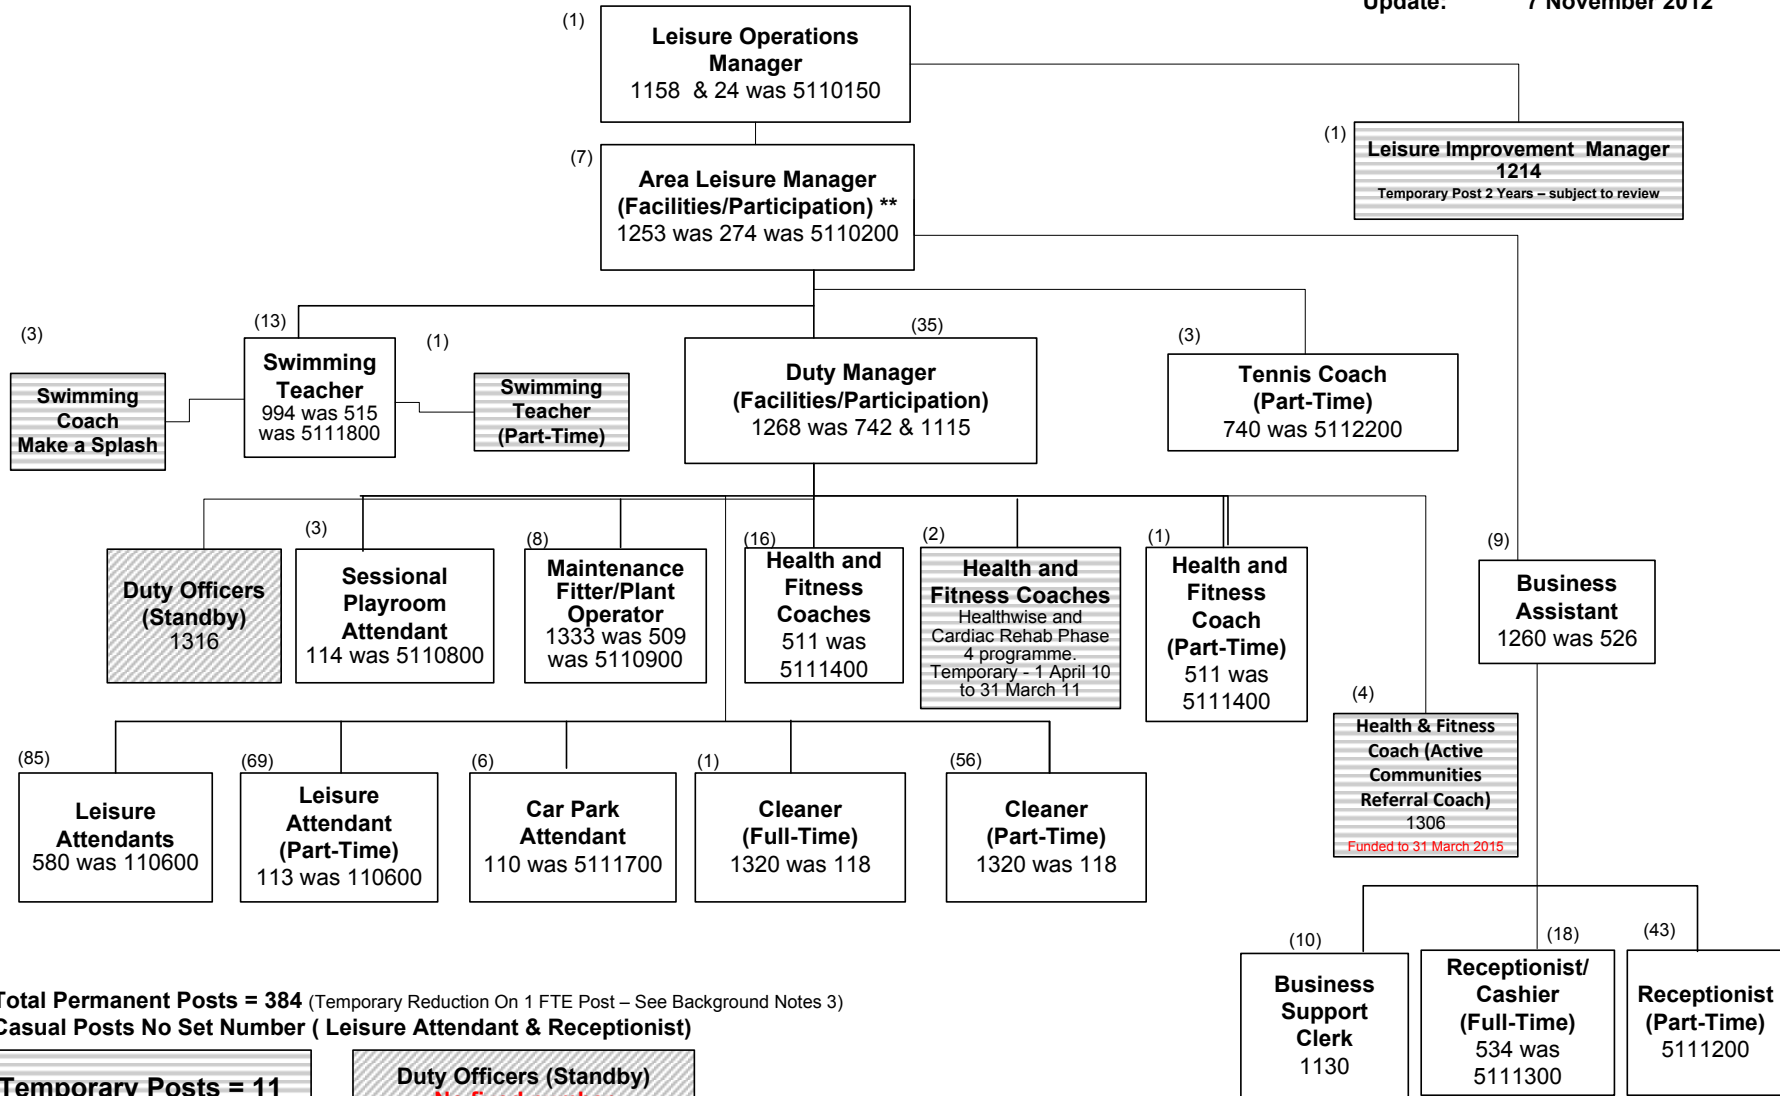 Update: 7 November 2012
(1)
Leisure Operations
Manager
1158 & 24 was 5110150
(1)
Leisure Improvement Manager
1214
Temporary Post 2 Years – subject to review
(7)
Area Leisure Manager
(Facilities/Participation) **
1253 was 274 was 5110200
(3)
Swimming
Coach
Make a Splash
(13)
Swimming
Teacher
994 was 515
was 5111800
(1)
Swimming
Teacher
(Part-Time)
(35)
Duty Manager
(Facilities/Participation)
1268 was 742 & 1115
(3)
Tennis Coach
(Part-Time)
740 was 5112200
Duty Officers
(Standby)
1316
(3)
Sessional
Playroom
Attendant
114 was 5110800
(8)
Maintenance
Fitter/Plant
Operator
1333 was 509
was 5110900
(16)
Health and
Fitness
Coaches
511 was
5111400
(2)
Health and
Fitness Coaches
Healthwise and
Cardiac Rehab Phase
4 programme.
Temporary - 1 April 10
to 31 March 11
(1)
Health and
Fitness
Coach
(Part-Time)
511 was
5111400
(9)
Business
Assistant
1260 was 526
(4)
Health & Fitness
Coach (Active
Communities
Referral Coach)
1306
Funded to 31 March 2015
(85)
Leisure
Attendants
580 was 110600
(69)
Leisure
Attendant
(Part-Time)
113 was 110600
(6)
Car Park
Attendant
110 was 5111700
(1)
Cleaner
(Full-Time)
1320 was 118
(56)
Cleaner
(Part-Time)
1320 was 118
(10)
Business
Support
Clerk
1130
(18)
Receptionist/
Cashier
(Full-Time)
534 was
5111300
(43)
Receptionist
(Part-Time)
5111200
Total Permanent Posts = 384 (Temporary Reduction On 1 FTE Post – See Background Notes 3)
Casual Posts No Set Number ( Leisure Attendant & Receptionist)
Temporary Posts = 11
Duty Officers (Standby)